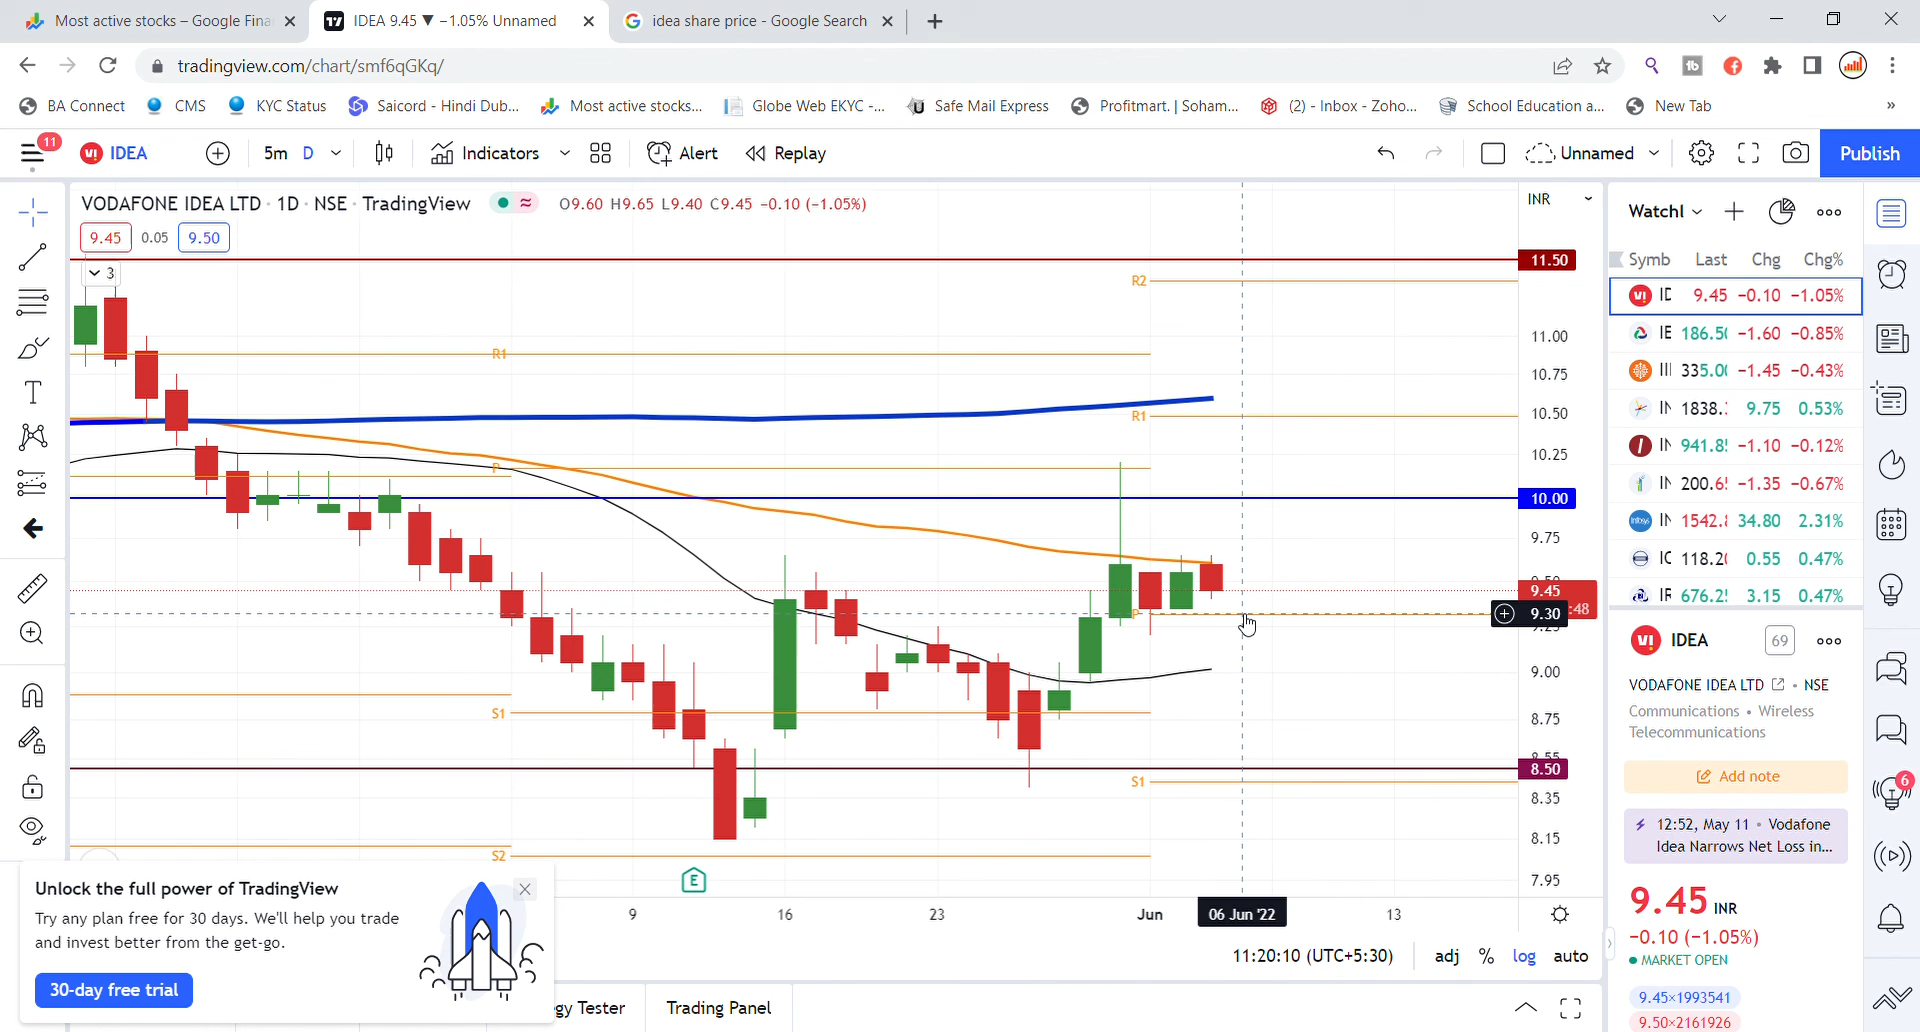 Most active stocks – Google Fina
IDEA 9.45 ▼ −1.05% Unnamed
idea share price - Google Search
tradingview.com/chart/smf6qGKq/
BA Connect
CMS
KYC Status
Saicord - Hindi Dub...
Most active stocks...
Globe Web EKYC -...
Safe Mail Express
Profitmart. | Soham...
(2) - Inbox - Zoho...
School Education a...
New Tab
»
11
IDEA
5m
D
Indicators
Alert
Replay
Unnamed
Publish
VODAFONE IDEA LTD · 1D · NSE · TradingView
O9.60 H9.65 L9.40 C9.45 −0.10 (−1.05%)
9.45
0.05
9.50
3
INR
11.50
R2
11.00
R1
10.75
10.50
R1
10.25
P
10.00
9.75
9.45
:48
P
9.30
9.00
S1
8.75
8.50
S1
8.35
8.15
S2
7.95
E
9
16
23
Jun
06 Jun '22
13
11:20:10 (UTC+5:30)
adj
%
log
auto
gy Tester
Trading Panel
Unlock the full power of TradingView
Try any plan free for 30 days. We'll help you trade
and invest better from the get-go.
30-day free trial
Watchl
Symb Last Chg Chg%
9.45 −0.10 −1.05%
186.50 −1.60 −0.85%
335.00 −1.45 −0.43%
1838. 9.75 0.53%
941.85 −1.10 −0.12%
200.65 −1.35 −0.67%
1542. 34.80 2.31%
118.20 0.55 0.47%
676.25 3.15 0.47%
IDEA
69
VODAFONE IDEA LTD • NSE
Communications • Wireless
Telecommunications
Add note
12:52, May 11 • Vodafone
Idea Narrows Net Loss in...
9.45 INR
−0.10 (−1.05%)
MARKET OPEN
9.45×1993541
9.50×2161926
6